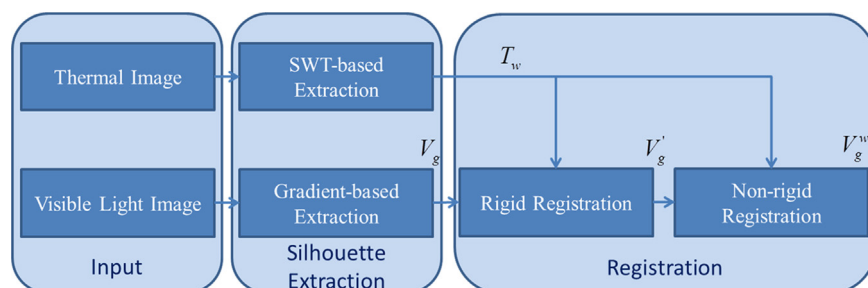 Thermal Image
SWT-based
Extraction
T_w
Visible Light Image
V_g
Gradient-based
Extraction
Rigid Registration
V_g'
Non-rigid
Registration
V_g^w
Input
Silhouette
Extraction
Registration